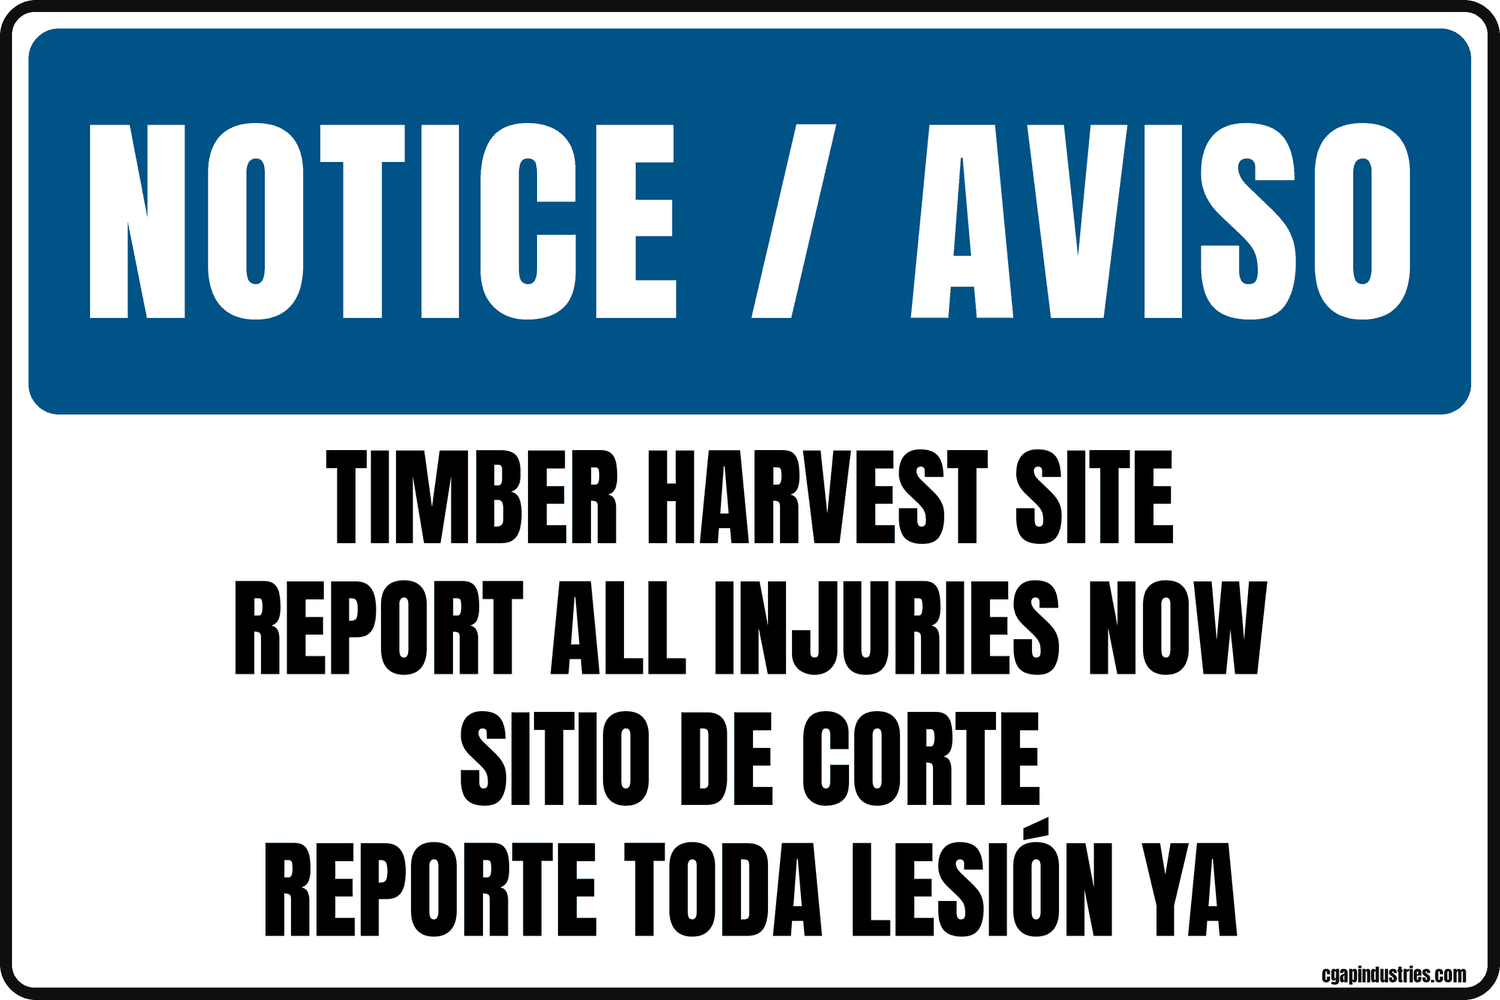 NOTICE / AVISO
TIMBER HARVEST SITE
REPORT ALL INJURIES NOW
SITIO DE CORTE
REPORTE TODA LESIÓN YA
cgapindustries.com